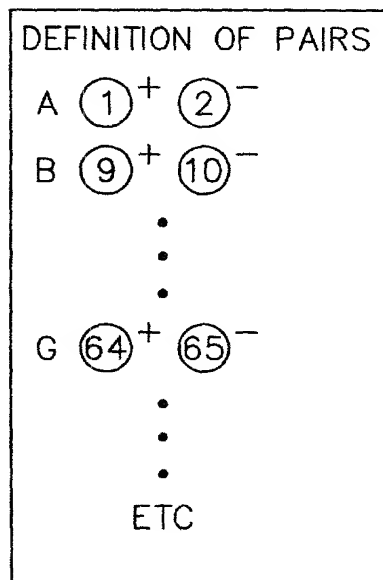 DEFINITION OF PAIRS
A 1 + 2 −
B 9 + 10 −
G 64 + 65 −
ETC